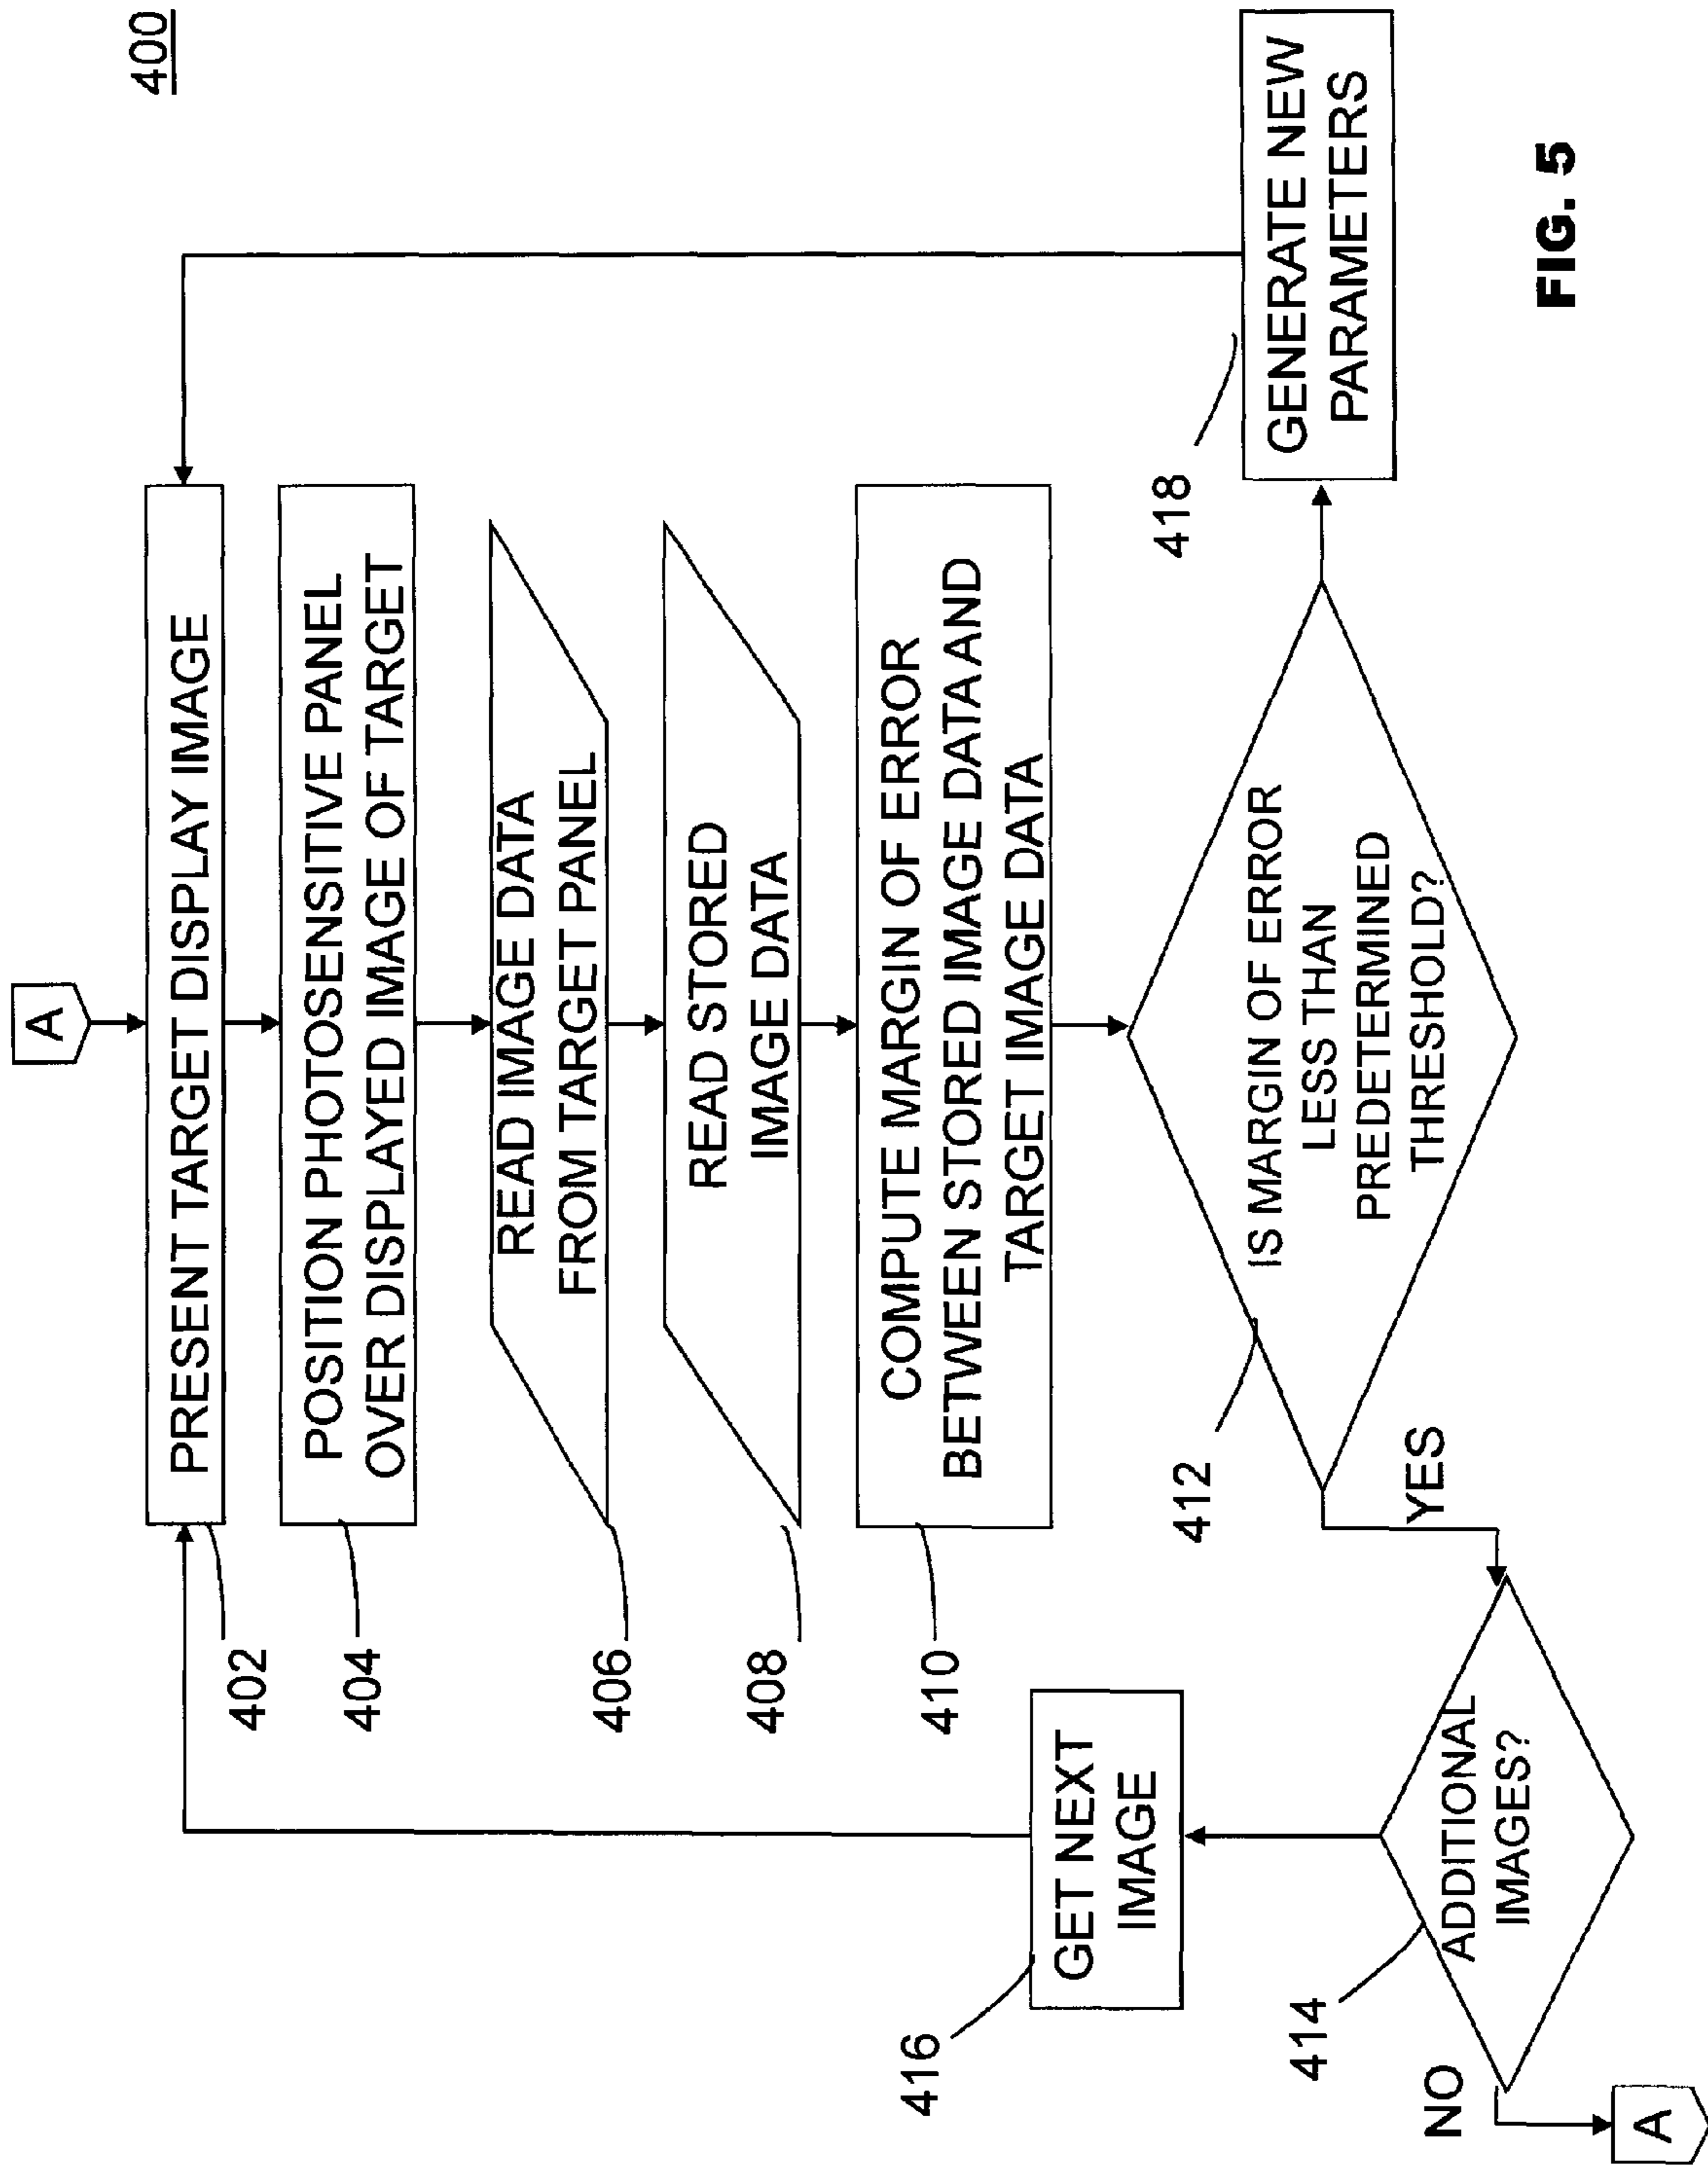 400
A
402
PRESENT TARGET DISPLAY IMAGE
404
POSITION PHOTOSENSITIVE PANEL
OVER DISPLAYED IMAGE OF TARGET
406
READ IMAGE DATA
FROM TARGET PANEL
408
READ STORED
IMAGE DATA
410
COMPUTE MARGIN OF ERROR
BETWEEN STORED IMAGE DATA AND
TARGET IMAGE DATA
412
IS MARGIN OF ERROR
LESS THAN
PREDETERMINED
THRESHOLD?
YES
418
GENERATE NEW
PARAMETERS
416
GET NEXT
IMAGE
414
ADDITIONAL
IMAGES?
NO
A
FIG. 5